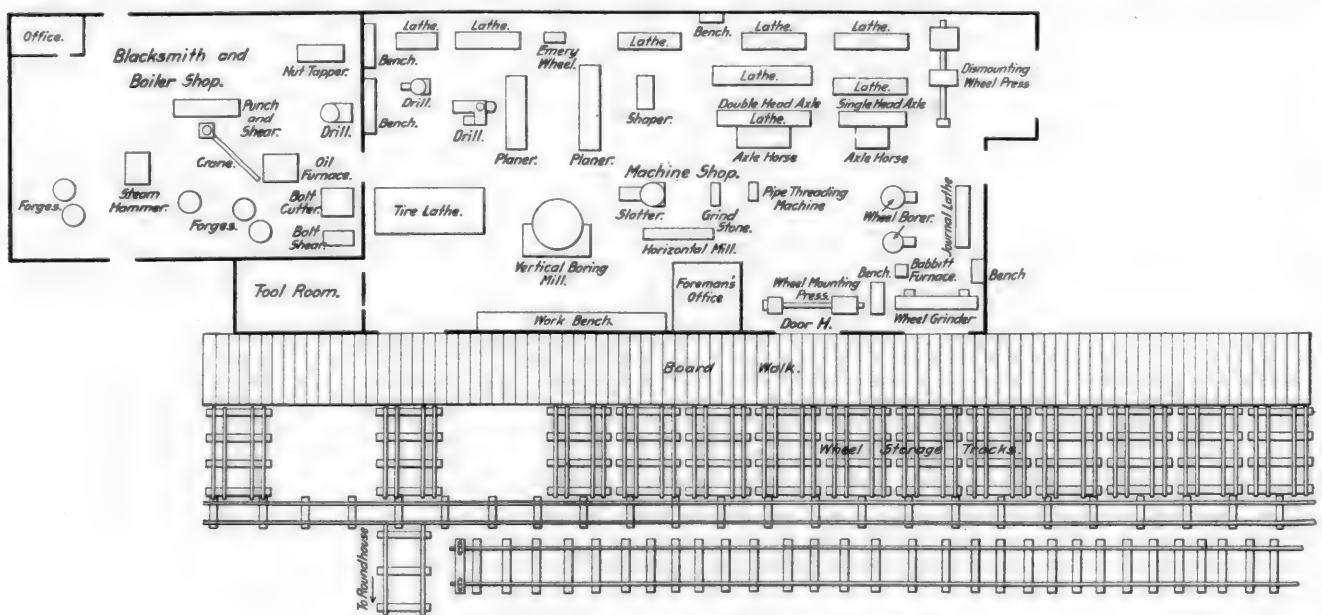 Office.
Blacksmith and
Boiler Shop.
Nut Tapper.
Punch
and
Shear.
Drill.
Crane.
Oil
Furnace.
Steam
Hammer.
Forges.
Forges.
Bolt
Cutter.
Bolt
Shear.
Tool Room.
Bench.
Bench.
Lathe.
Lathe.
Emery
Wheel.
Lathe.
Bench.
Lathe.
Lathe.
Dismounting
Wheel Press
Drill.
Drill.
Planer.
Planer.
Shaper.
Lathe.
Double Head Axle
Lathe.
Axle Horse
Lathe.
Single Head Axle
Axle Horse
Machine Shop.
Tire Lathe.
Vertical Boring
Mill.
Slotter.
Grind
Stone.
Pipe Threading
Machine
Horizontal Mill.
Wheel Borer.
Journal Lathe
Foreman's
Office
Wheel Mounting
Press.
Bench.
Babbitt
Furnace.
Bench
Wheel Grinder
Work Bench.
Door H.
Board Walk.
Wheel Storage Tracks.
To Roundhouse